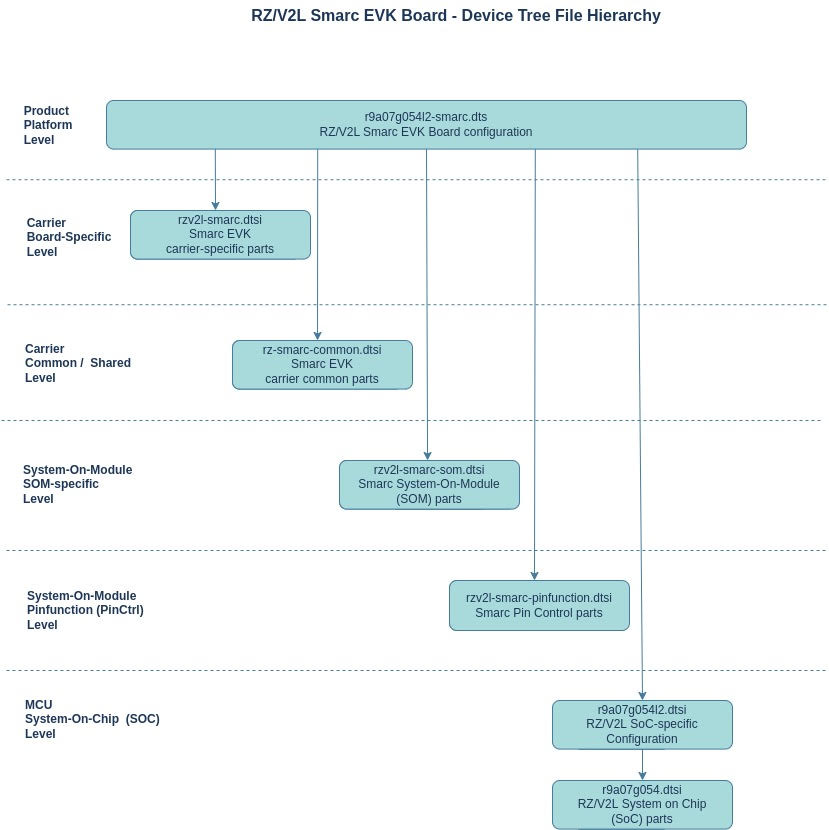 RZ/V2L Smarc EVK Board - Device Tree File Hierarchy
Product
Platform
Level
r9a07g054l2-smarc.dts
RZ/V2L Smarc EVK Board configuration
Carrier
Board-Specific
Level
rzv2l-smarc.dtsi
Smarc EVK
carrier-specific parts
Carrier
Common / Shared
Level
rz-smarc-common.dtsi
Smarc EVK
carrier common parts
System-On-Module
SOM-specific
Level
rzv2l-smarc-som.dtsi
Smarc System-On-Module
(SOM) parts
System-On-Module
Pinfunction (PinCtrl)
Level
rzv2l-smarc-pinfunction.dtsi
Smarc Pin Control parts
MCU
System-On-Chip (SOC)
Level
r9a07g054l2.dtsi
RZ/V2L SoC-specific
Configuration
r9a07g054.dtsi
RZ/V2L System on Chip
(SoC) parts